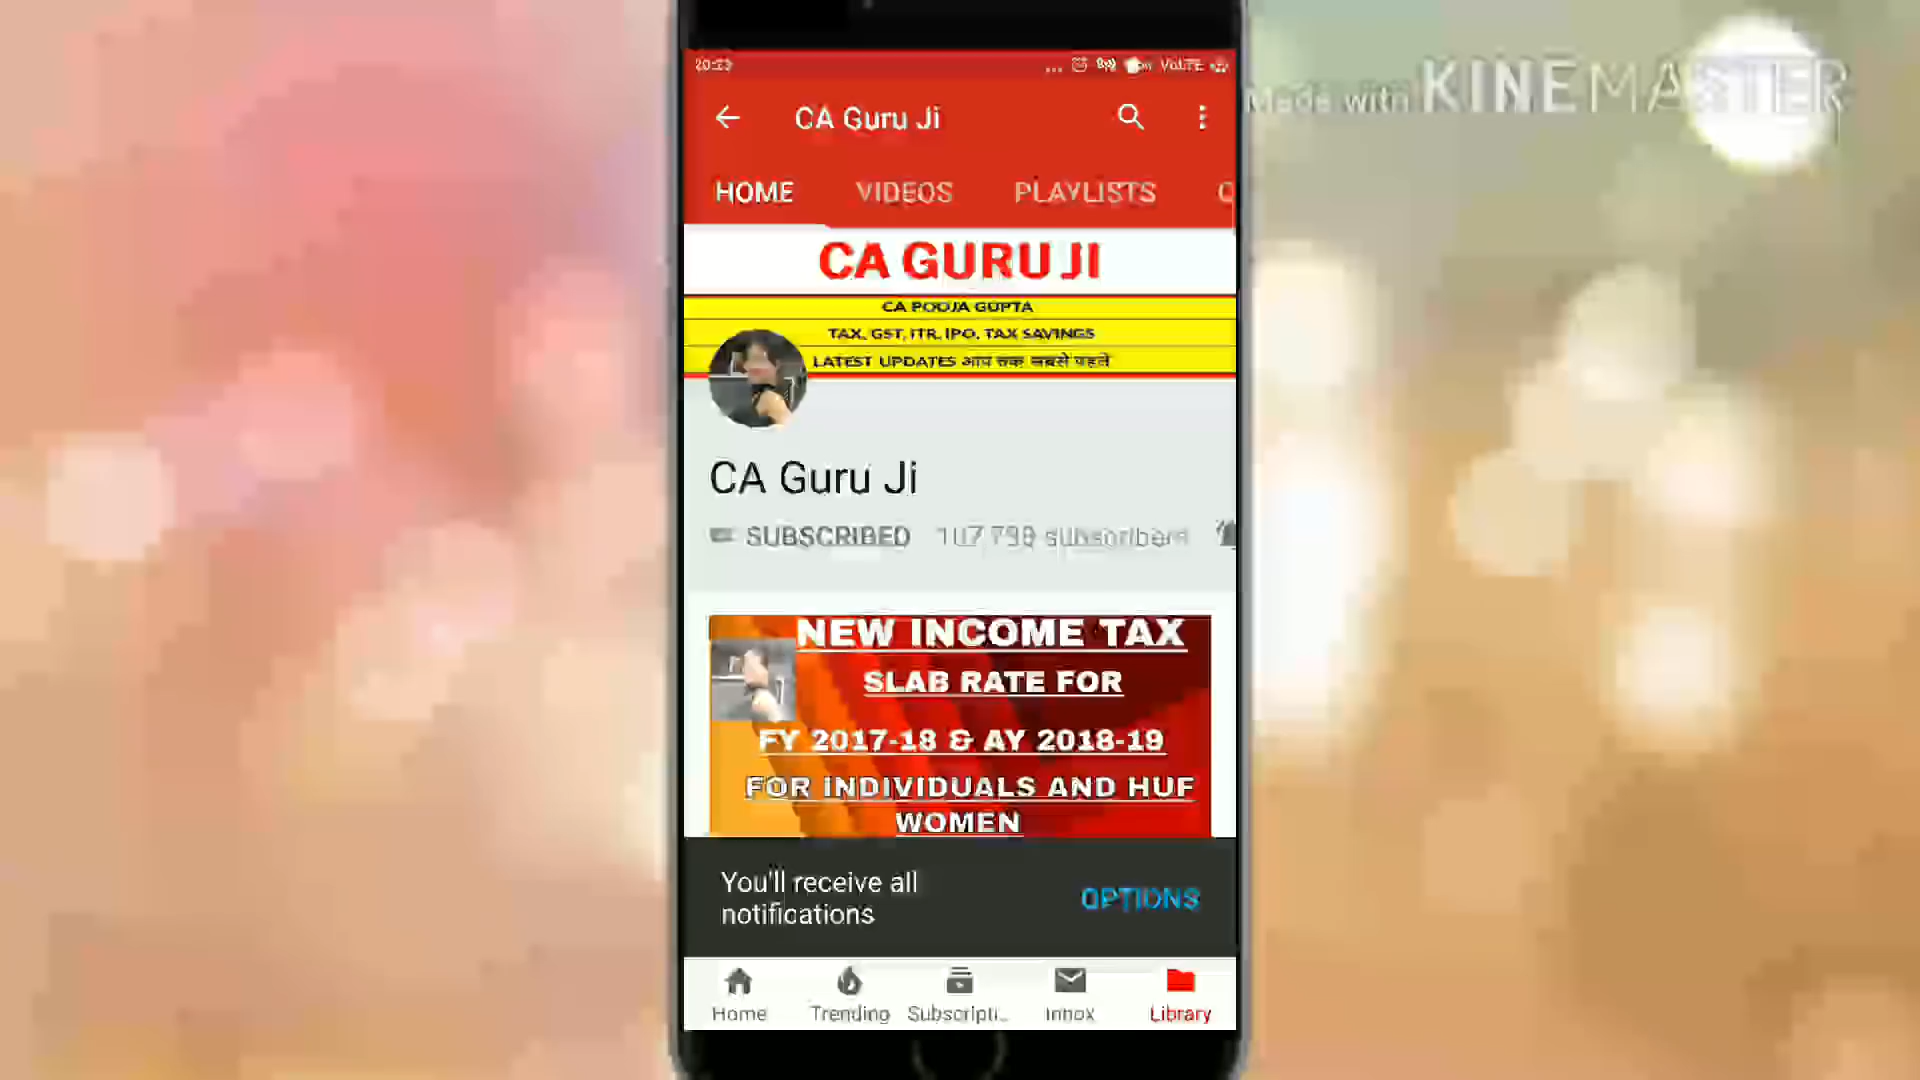 20:23
VoLTE
Made with KINEMASTER
CA Guru Ji
HOME VIDEOS PLAYLISTS C
CA GURU JI
CA POOJA GUPTA
TAX, GST, ITR, IPO, TAX SAVINGS
LATEST UPDATES आप तक सबसे पहले
CA Guru Ji
SUBSCRIBED subscribers
NEW INCOME TAX
SLAB RATE FOR
FY 2017-18 & AY 2018-19
FOR INDIVIDUALS AND HUF
WOMEN
You'll receive all
notifications
OPTIONS
Home Trending Subscripti... Inbox Library